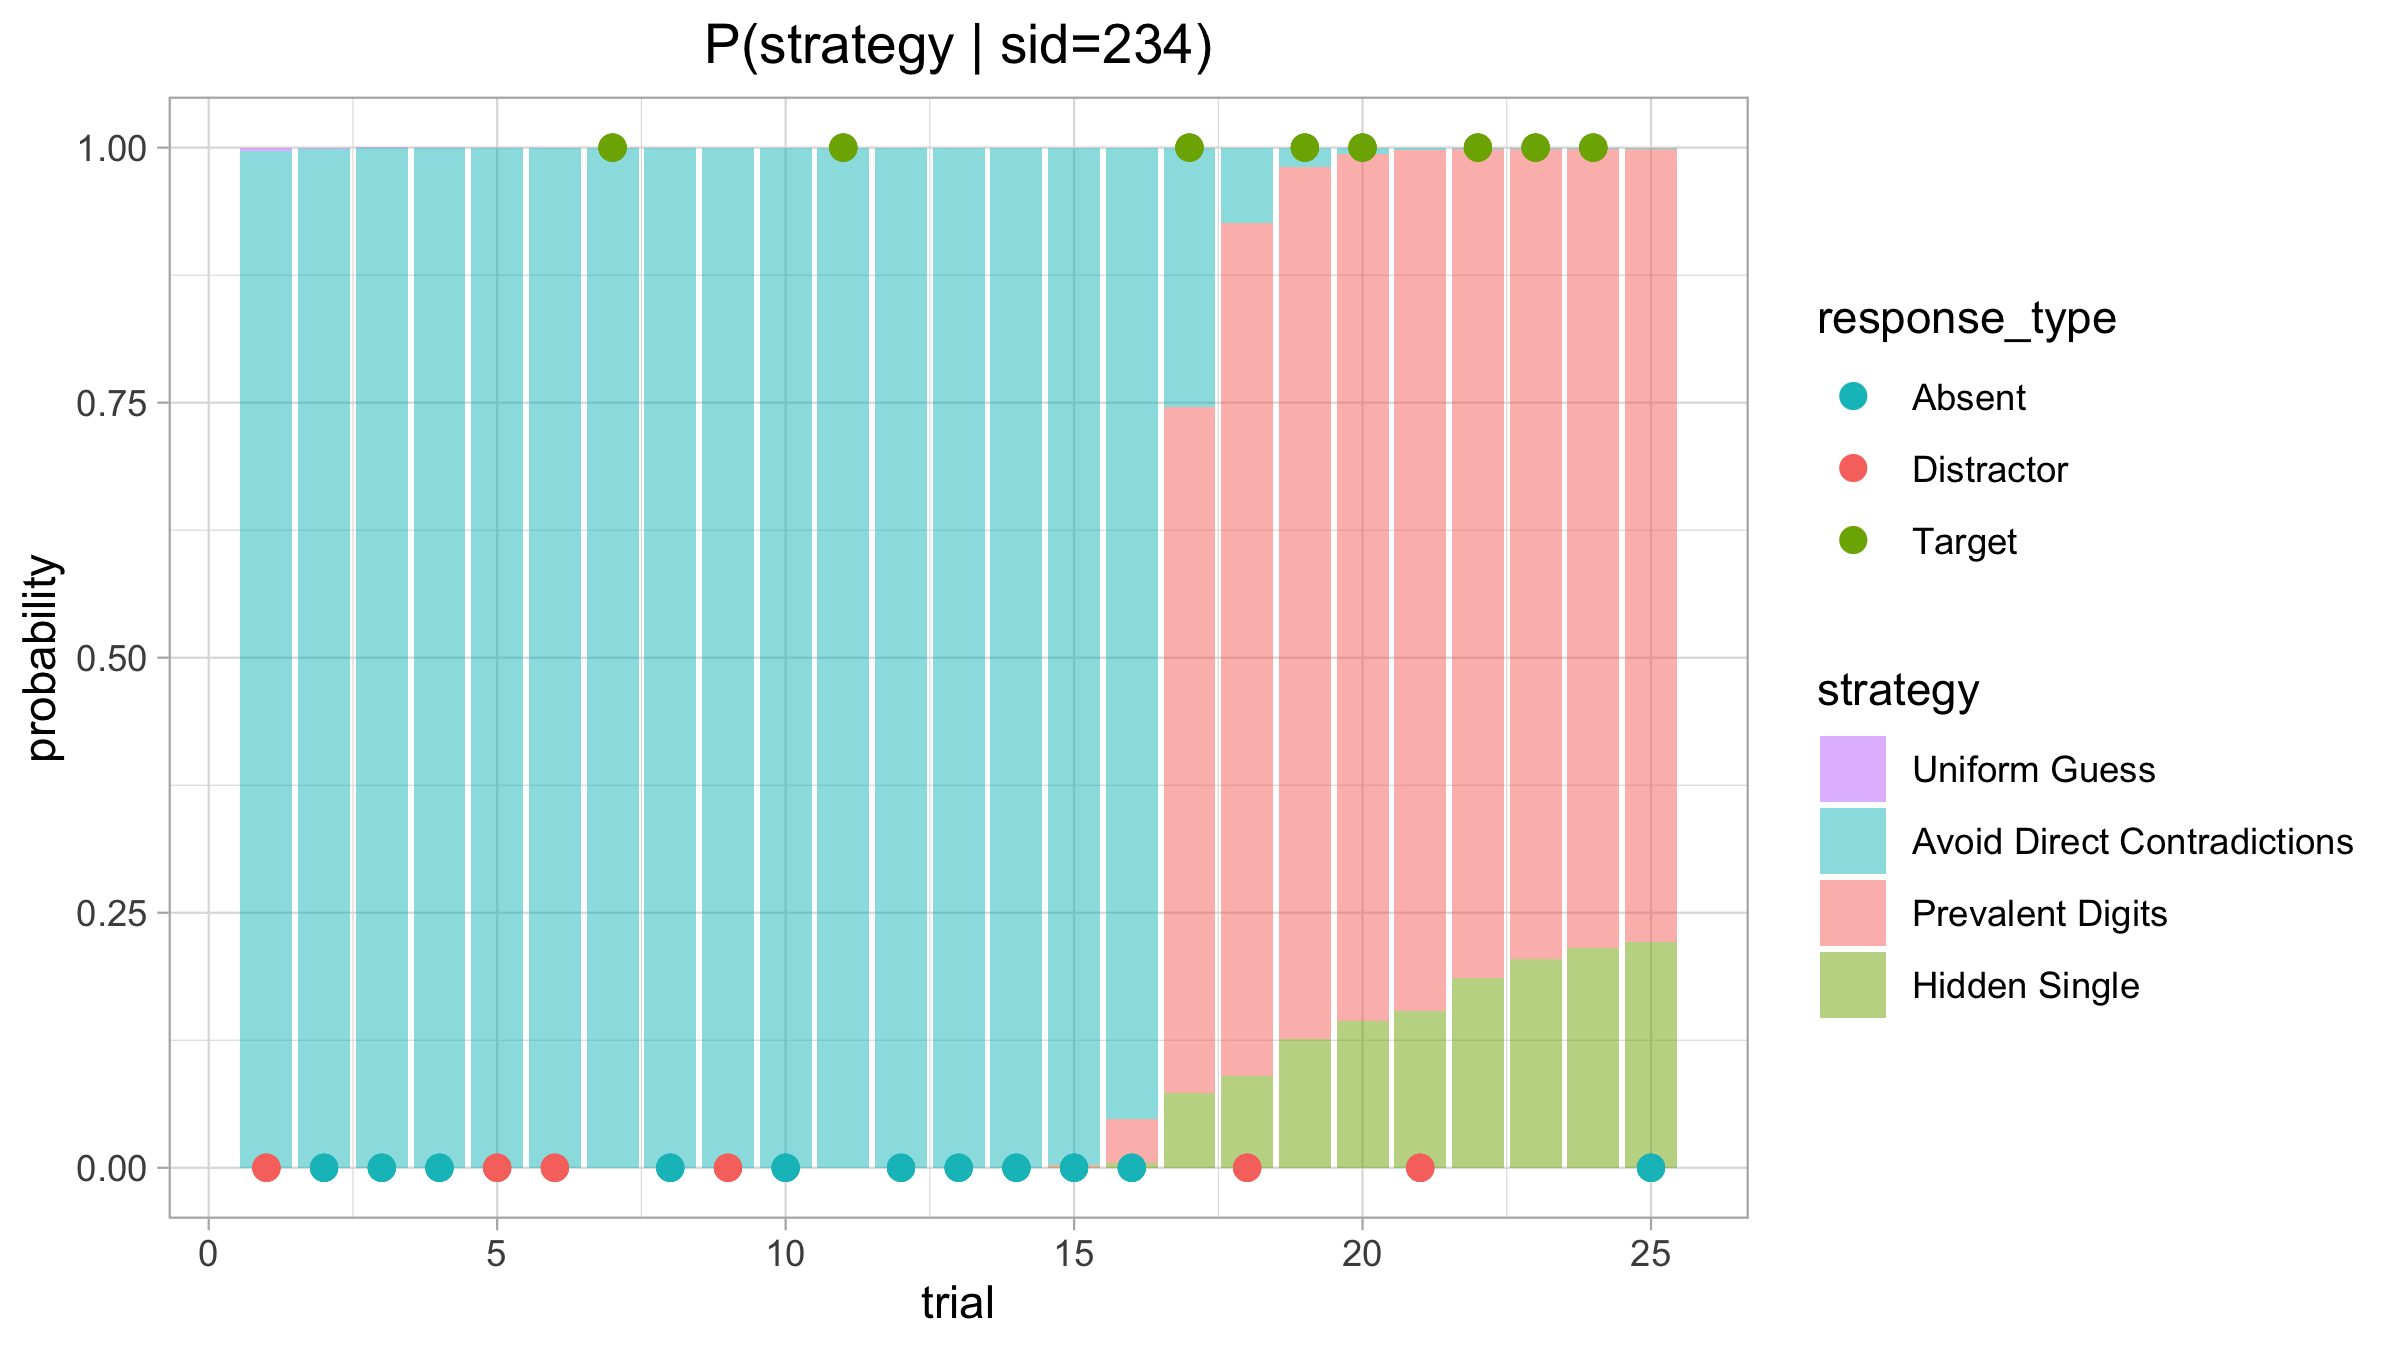 P(strategy | sid=234)
1.00
0.75
0.50
0.25
0.00
probability
0 5 10 15 20 25
trial
response_type
Absent
Distractor
Target
strategy
Uniform Guess
Avoid Direct Contradictions
Prevalent Digits
Hidden Single